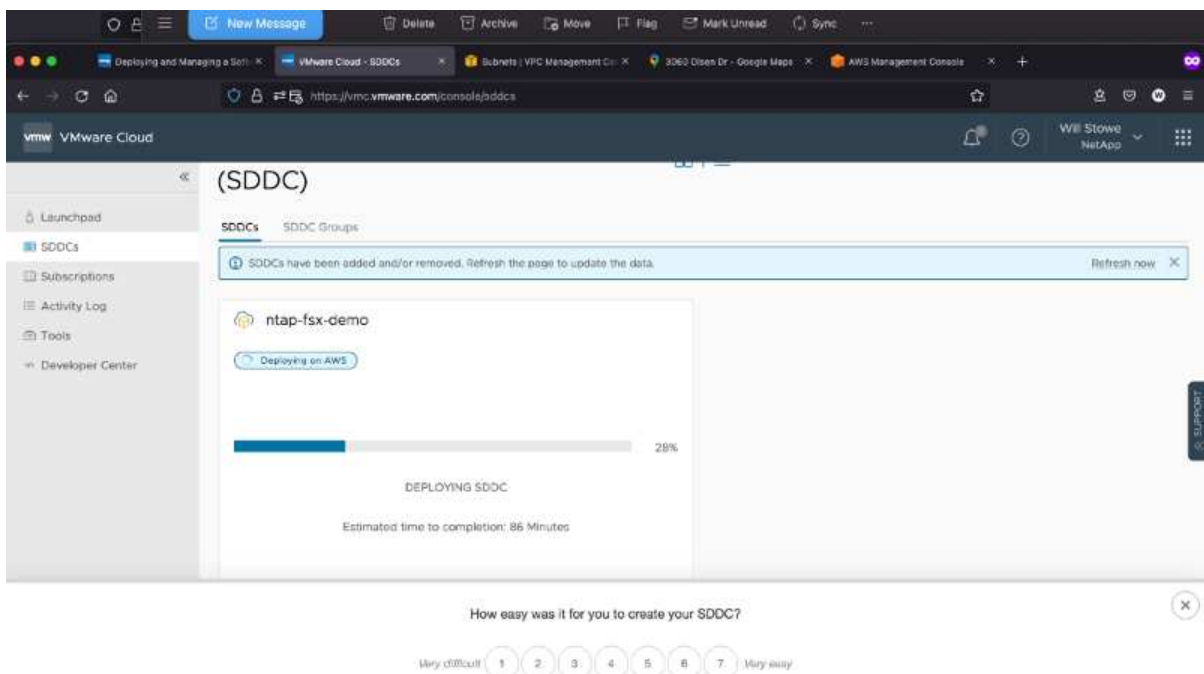 New Message Delete Archive Move Flag Mark Unread Sync ...
Deploying and Managing a Soft VMware Cloud - SDDCs Subnets | VPC Management Con 3060 Olsen Dr - Google Maps AWS Management Console
https://vmc.vmware.com/console/sddcs
vmw VMware Cloud
Will Stowe
NetApp
(SDDC)
Launchpad
SDDCs
Subscriptions
Activity Log
Tools
Developer Center
SDDCs SDDC Groups
SDDCs have been added and/or removed. Refresh the page to update the data. Refresh now
ntap-fsx-demo
Deploying on AWS
28%
DEPLOYING SDDC
Estimated time to completion: 86 Minutes
SUPPORT
How easy was it for you to create your SDDC?
Very difficult 1 2 3 4 5 6 7 Very easy